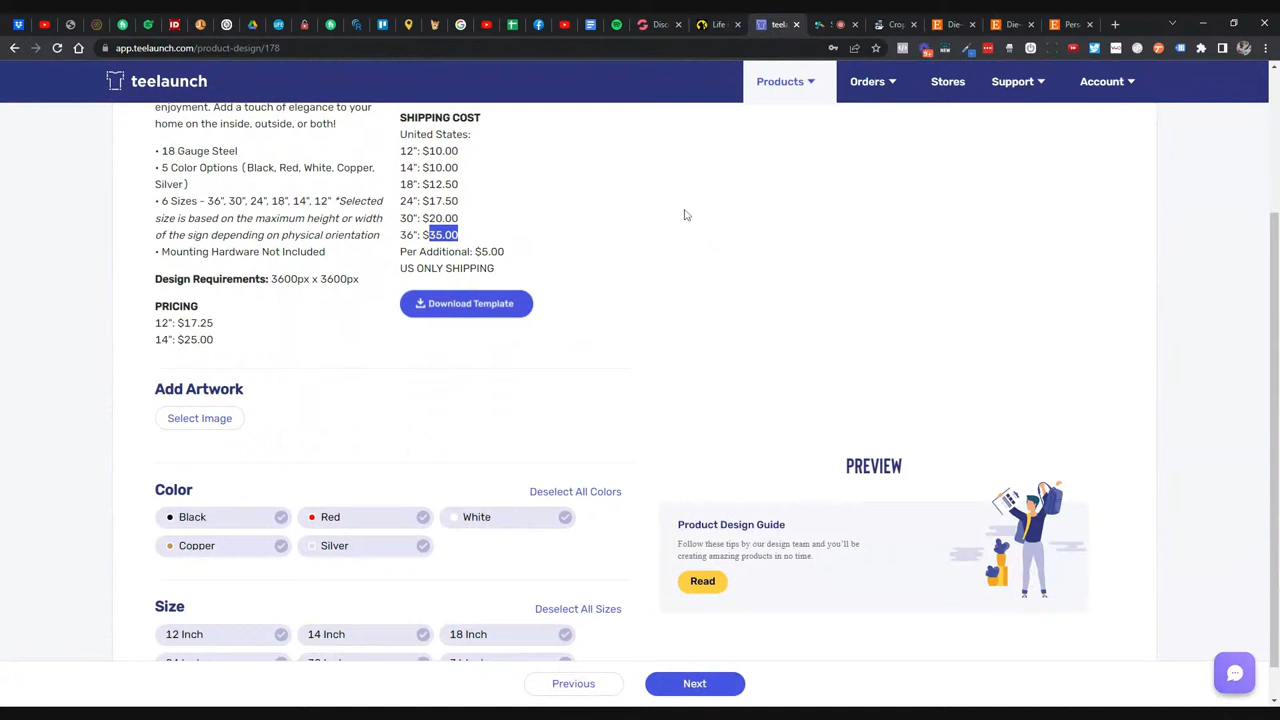 Disco
Life
teel
Crop
Die-
Die-
Pers
app.teelaunch.com/product-design/178
teelaunch
Products
Orders
Stores
Support
Account
enjoyment. Add a touch of elegance to your
home on the inside, outside, or both!
• 18 Gauge Steel
• 5 Color Options (Black, Red, White, Copper,
Silver)
• 6 Sizes - 36", 30", 24", 18", 14", 12" *Selected
size is based on the maximum height or width
of the sign depending on physical orientation
• Mounting Hardware Not Included
Design Requirements: 3600px x 3600px
PRICING
12": $17.25
14": $25.00
SHIPPING COST
United States:
12": $10.00
14": $10.00
18": $12.50
24": $17.50
30": $20.00
36": $35.00
Per Additional: $5.00
US ONLY SHIPPING
Download Template
Add Artwork
Select Image
Color
Deselect All Colors
Black
Red
White
Copper
Silver
Size
Deselect All Sizes
12 Inch
14 Inch
18 Inch
PREVIEW
Product Design Guide
Follow these tips by our design team and you'll be
creating amazing products in no time.
Read
Previous
Next